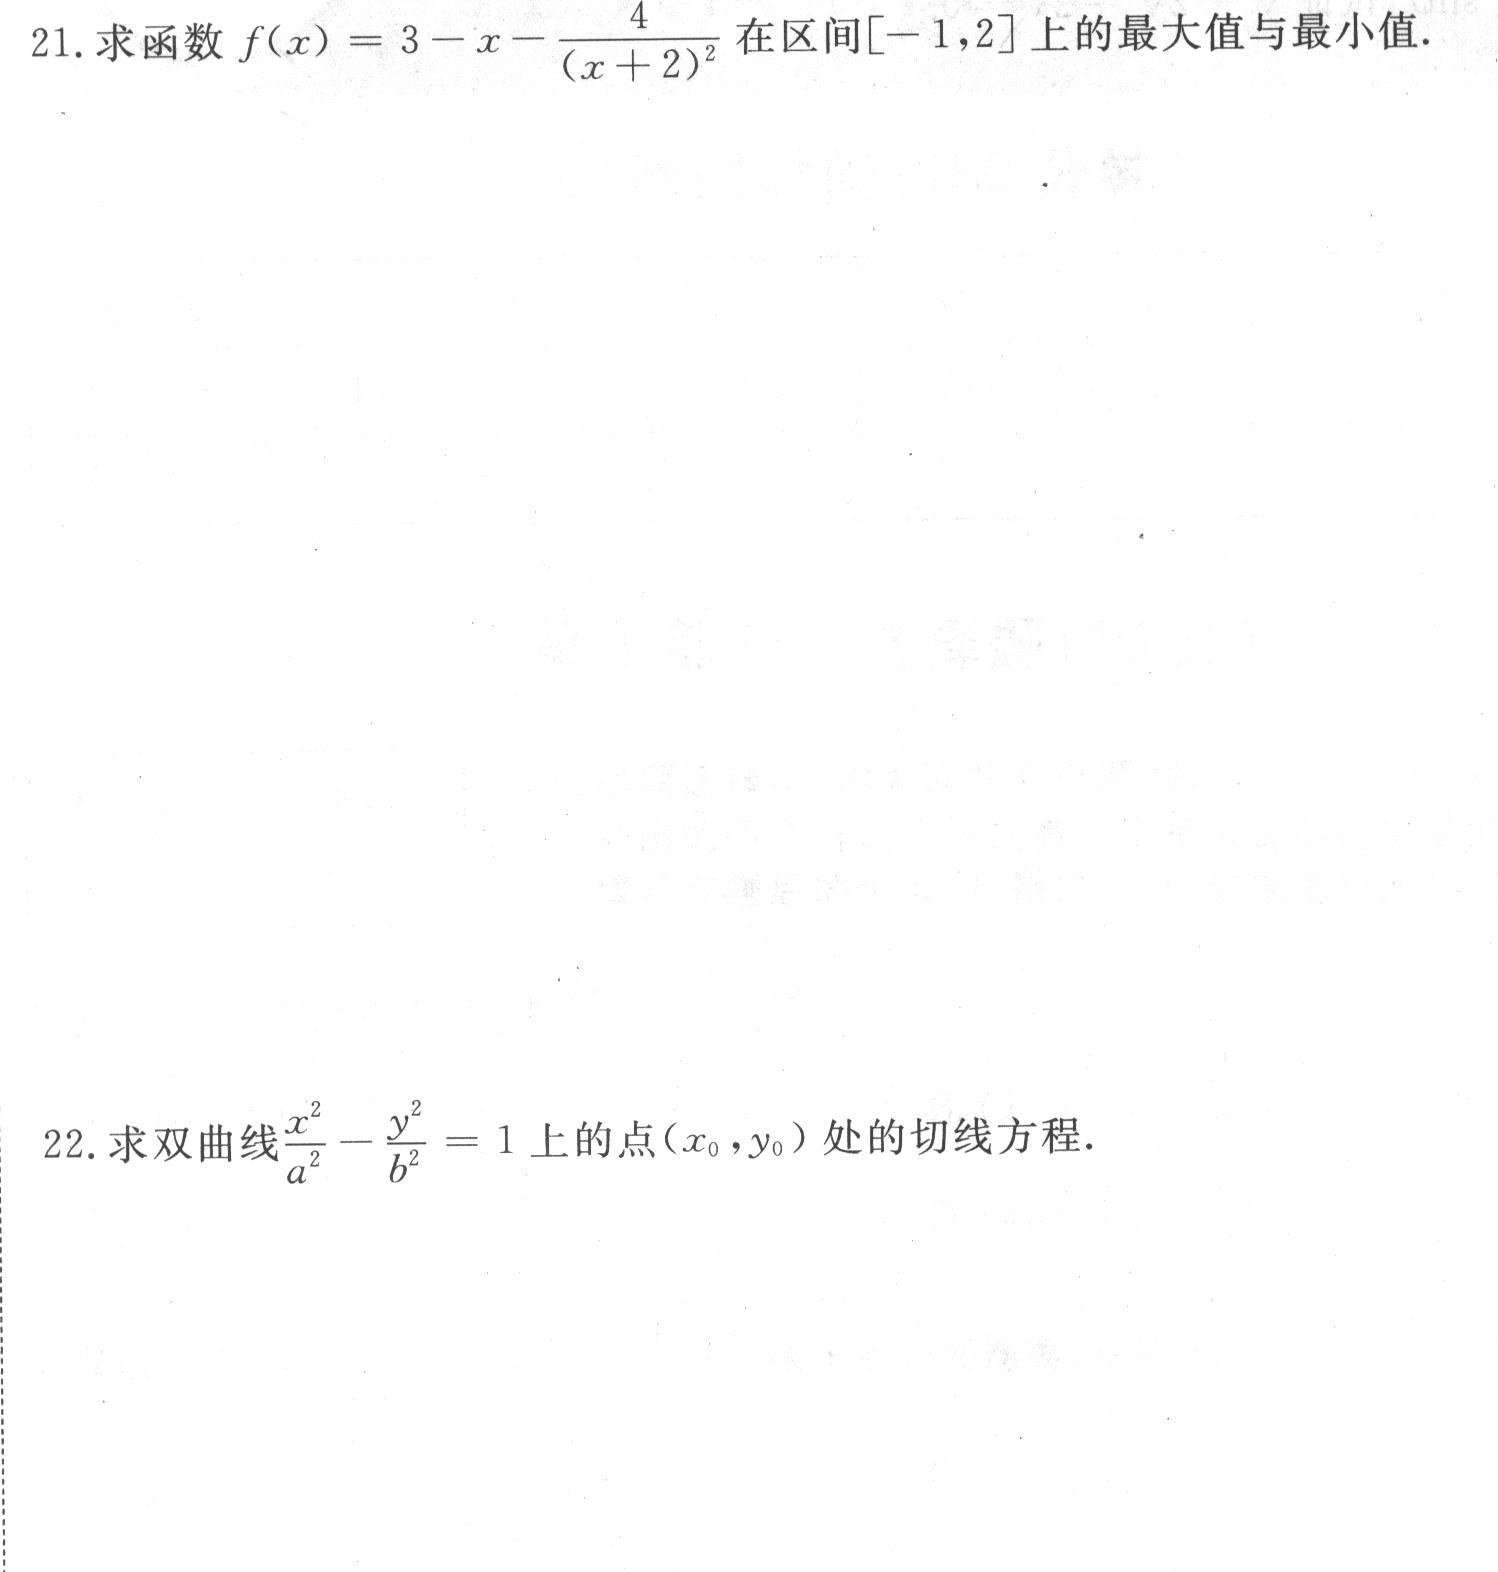 21. 求函数 f(x) = 3 − x − 4/(x + 2)² 在区间[− 1,2] 上的最大值与最小值.
22. 求双曲线 x²/a² − y²/b² = 1 上的点(x₀, y₀) 处的切线方程.